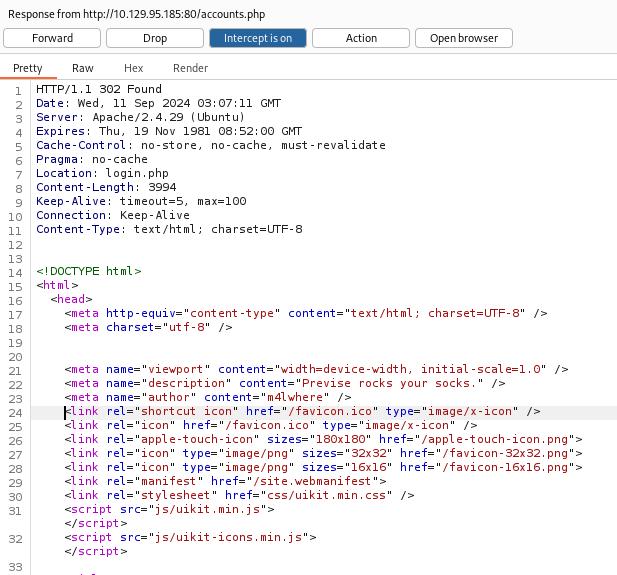 Response from http://10.129.95.185:80/accounts.php
Forward Drop Intercept is on Action Open browser
Pretty Raw Hex Render
1 HTTP/1.1 302 Found
2 Date: Wed, 11 Sep 2024 03:07:11 GMT
3 Server: Apache/2.4.29 (Ubuntu)
4 Expires: Thu, 19 Nov 1981 08:52:00 GMT
5 Cache-Control: no-store, no-cache, must-revalidate
6 Pragma: no-cache
7 Location: login.php
8 Content-Length: 3994
9 Keep-Alive: timeout=5, max=100
10 Connection: Keep-Alive
11 Content-Type: text/html; charset=UTF-8
12
13
14 <!DOCTYPE html>
15 <html>
16 <head>
17 <meta http-equiv="content-type" content="text/html; charset=UTF-8" />
18 <meta charset="utf-8" />
19
20
21 <meta name="viewport" content="width=device-width, initial-scale=1.0" />
22 <meta name="description" content="Previse rocks your socks." />
23 <meta name="author" content="m4lwhere" />
24 <link rel="shortcut icon" href="/favicon.ico" type="image/x-icon" />
25 <link rel="icon" href="/favicon.ico" type="image/x-icon" />
26 <link rel="apple-touch-icon" sizes="180x180" href="/apple-touch-icon.png">
27 <link rel="icon" type="image/png" sizes="32x32" href="/favicon-32x32.png">
28 <link rel="icon" type="image/png" sizes="16x16" href="/favicon-16x16.png">
29 <link rel="manifest" href="/site.webmanifest">
30 <link rel="stylesheet" href="css/uikit.min.css" />
31 <script src="js/uikit.min.js">
</script>
32 <script src="js/uikit-icons.min.js">
</script>
33